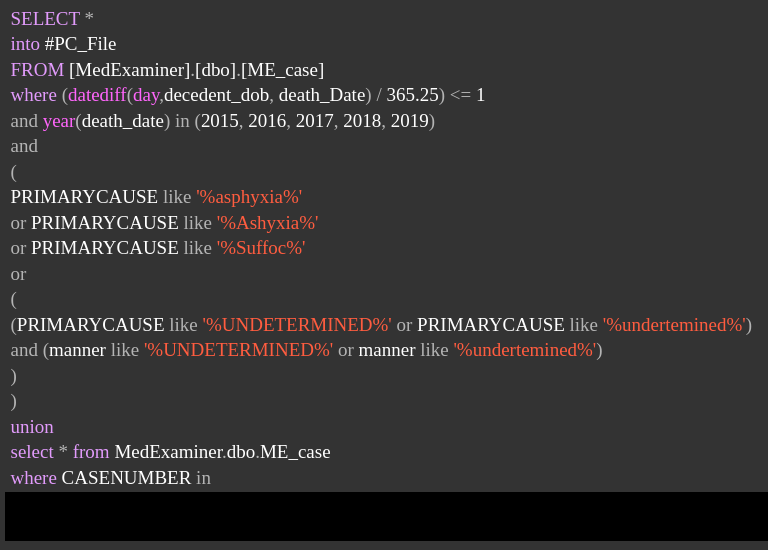 SELECT *
into #PC_File
FROM [MedExaminer].[dbo].[ME_case]
where (datediff(day,decedent_dob, death_Date) / 365.25) <= 1
and year(death_date) in (2015, 2016, 2017, 2018, 2019)
and
(
PRIMARYCAUSE like '%asphyxia%'
or PRIMARYCAUSE like '%Ashyxia%'
or PRIMARYCAUSE like '%Suffoc%'
or
(
(PRIMARYCAUSE like '%UNDETERMINED%' or PRIMARYCAUSE like '%undertemined%')
and (manner like '%UNDETERMINED%' or manner like '%undertemined%')
)
)
union
select * from MedExaminer.dbo.ME_case
where CASENUMBER in